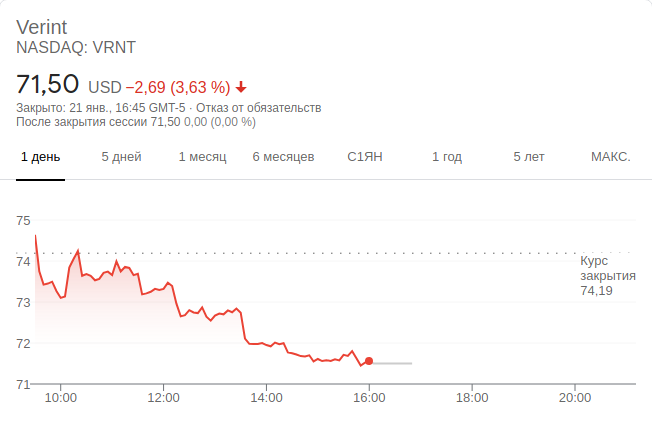 Verint
NASDAQ: VRNT
71,50 USD −2,69 (3,63 %)
Закрыто: 21 янв., 16:45 GMT-5 · Отказ от обязательств
После закрытия сессии 71,50 0,00 (0,00 %)
1 день 5 дней 1 месяц 6 месяцев С1ЯН 1 год 5 лет МАКС.
75
74
Курс
закрытия
74,19
73
72
71
10:00 12:00 14:00 16:00 18:00 20:00